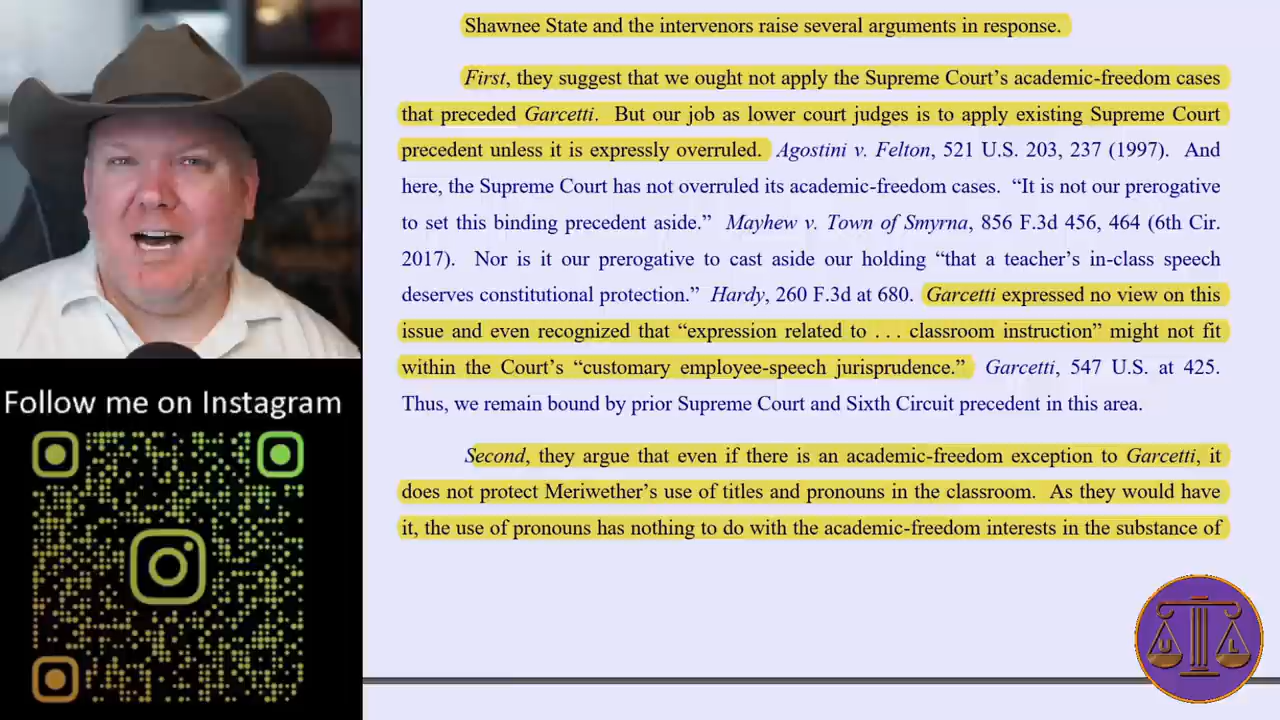 Shawnee State and the intervenors raise several arguments in response.
First, they suggest that we ought not apply the Supreme Court's academic-freedom cases
that preceded Garcetti. But our job as lower court judges is to apply existing Supreme Court
precedent unless it is expressly overruled. Agostini v. Felton, 521 U.S. 203, 237 (1997). And
here, the Supreme Court has not overruled its academic-freedom cases. "It is not our prerogative
to set this binding precedent aside." Mayhew v. Town of Smyrna, 856 F.3d 456, 464 (6th Cir.
2017). Nor is it our prerogative to cast aside our holding "that a teacher's in-class speech
deserves constitutional protection." Hardy, 260 F.3d at 680. Garcetti expressed no view on this
issue and even recognized that "expression related to . . . classroom instruction" might not fit
within the Court's "customary employee-speech jurisprudence." Garcetti, 547 U.S. at 425.
Thus, we remain bound by prior Supreme Court and Sixth Circuit precedent in this area.
Second, they argue that even if there is an academic-freedom exception to Garcetti, it
does not protect Meriwether's use of titles and pronouns in the classroom. As they would have
it, the use of pronouns has nothing to do with the academic-freedom interests in the substance of
Follow me on Instagram
U L